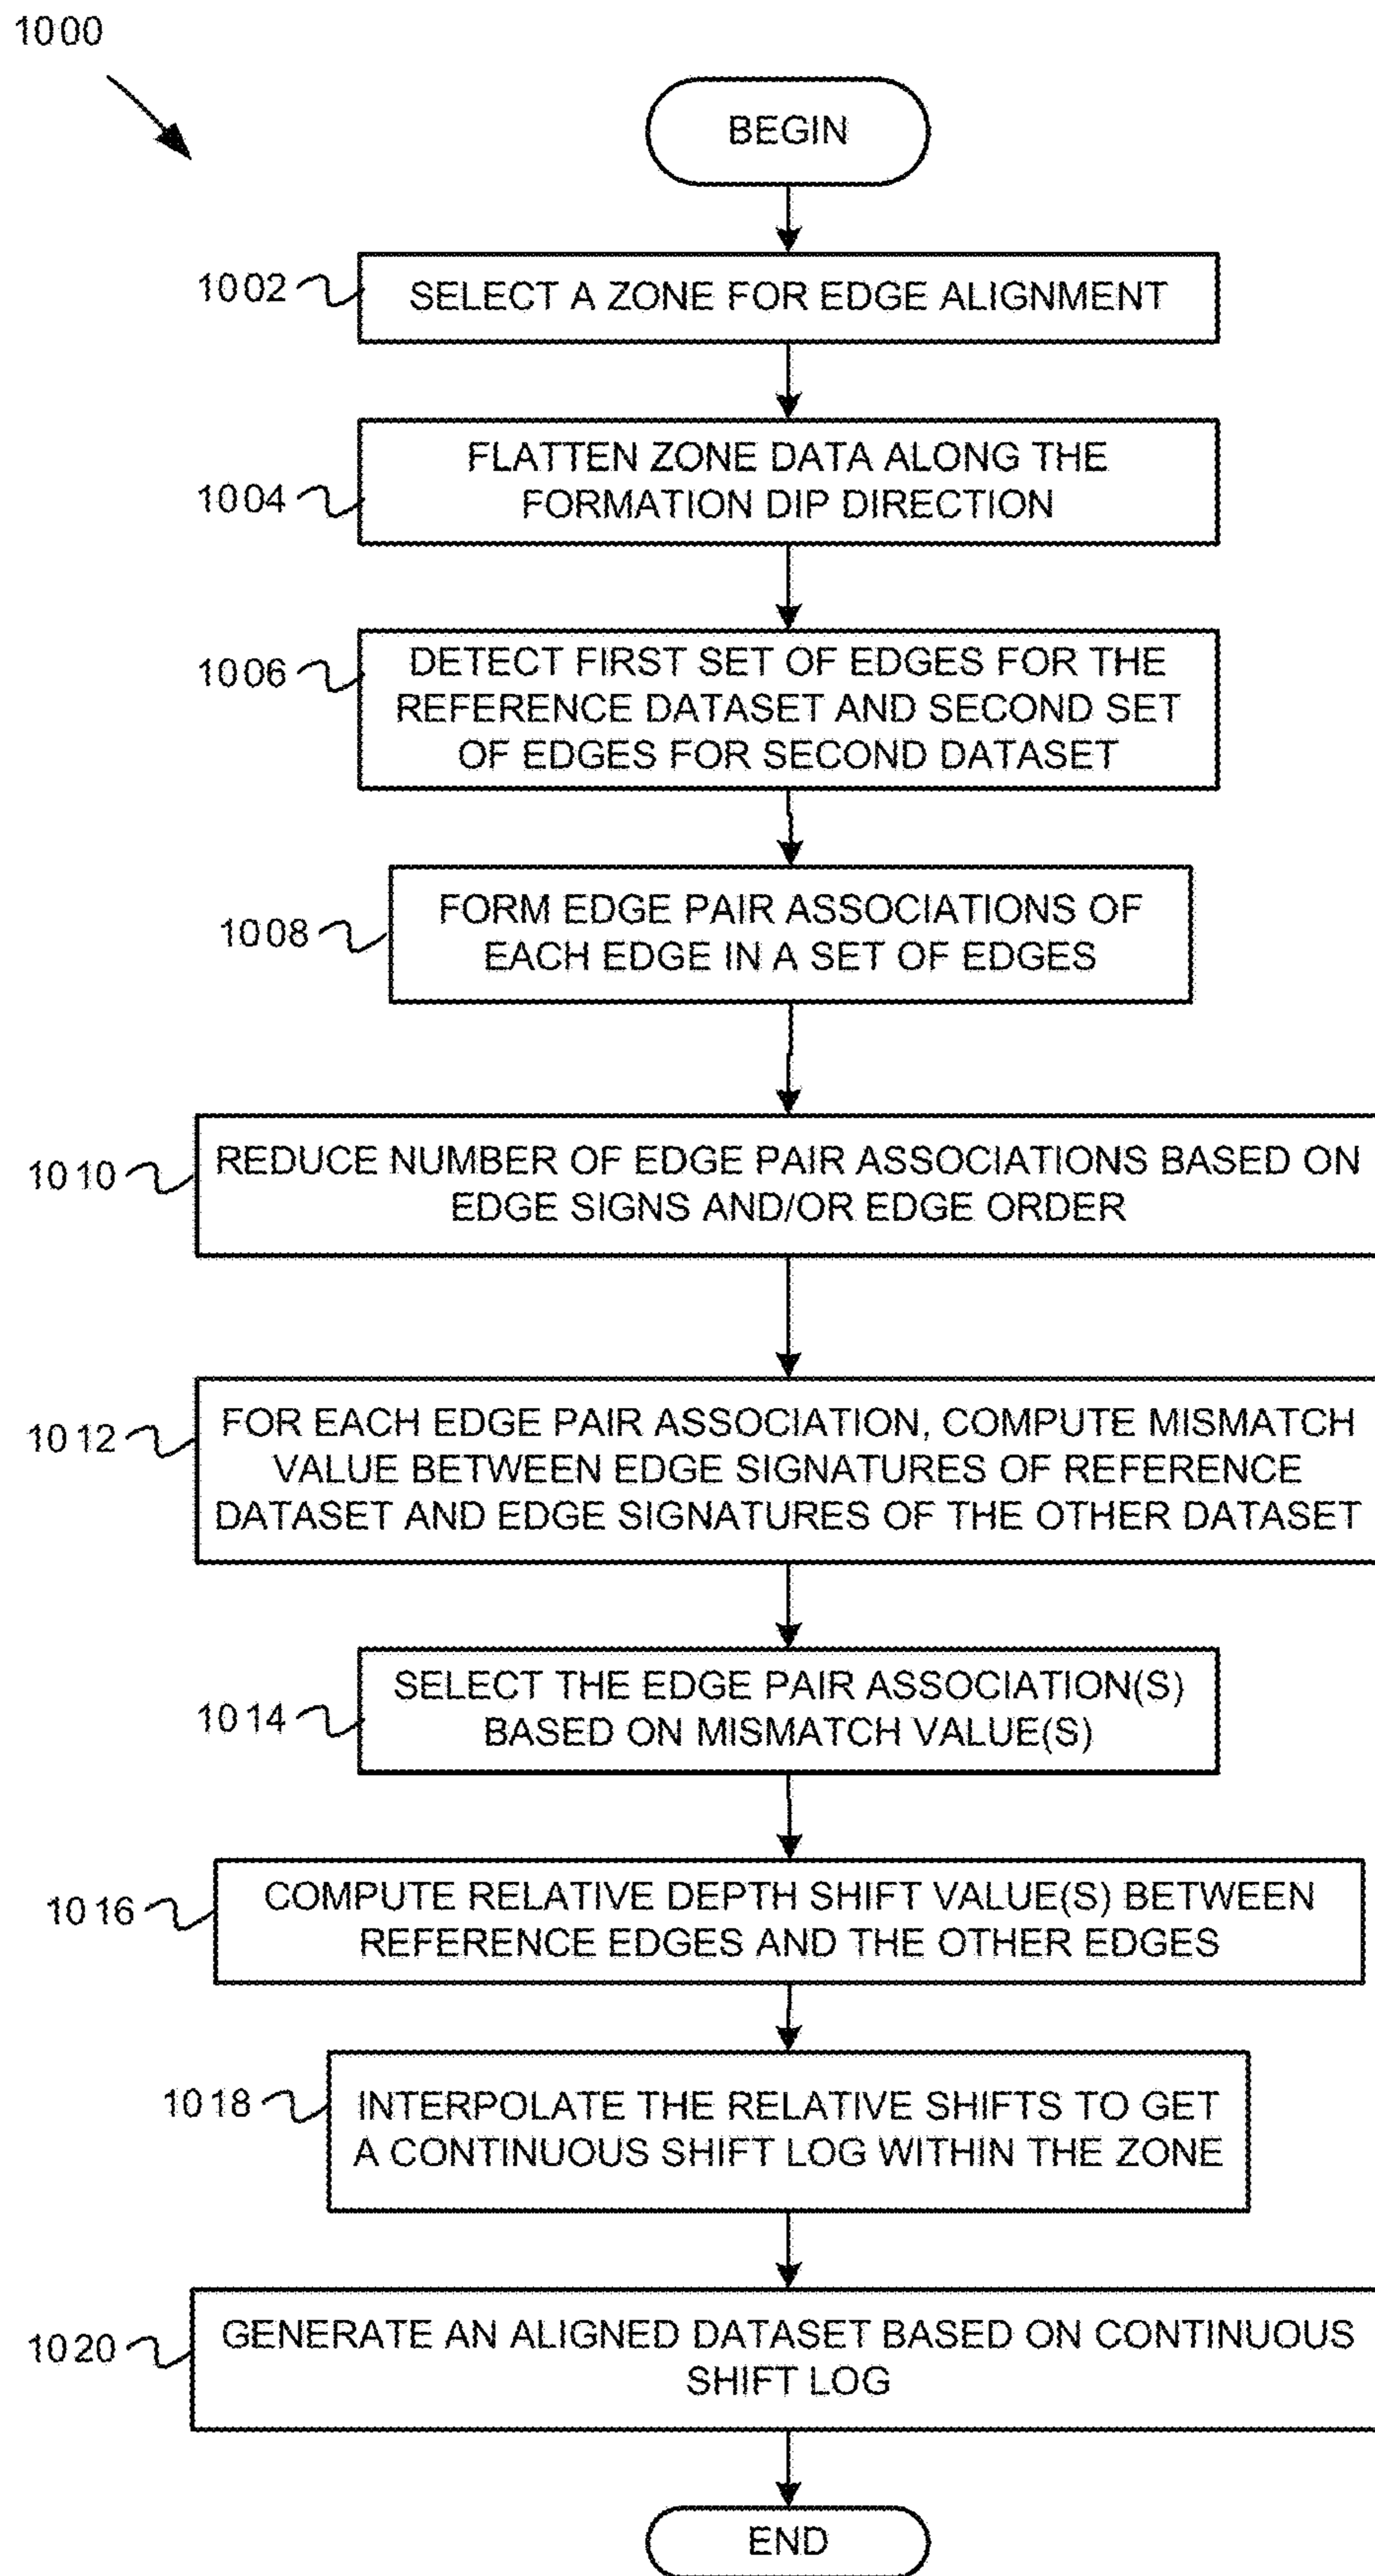 1000
BEGIN
1002
SELECT A ZONE FOR EDGE ALIGNMENT
1004
FLATTEN ZONE DATA ALONG THE
FORMATION DIP DIRECTION
1006
DETECT FIRST SET OF EDGES FOR THE
REFERENCE DATASET AND SECOND SET
OF EDGES FOR SECOND DATASET
1008
FORM EDGE PAIR ASSOCIATIONS OF
EACH EDGE IN A SET OF EDGES
1010
REDUCE NUMBER OF EDGE PAIR ASSOCIATIONS BASED ON
EDGE SIGNS AND/OR EDGE ORDER
1012
FOR EACH EDGE PAIR ASSOCIATION, COMPUTE MISMATCH
VALUE BETWEEN EDGE SIGNATURES OF REFERENCE
DATASET AND EDGE SIGNATURES OF THE OTHER DATASET
1014
SELECT THE EDGE PAIR ASSOCIATION(S)
BASED ON MISMATCH VALUE(S)
1016
COMPUTE RELATIVE DEPTH SHIFT VALUE(S) BETWEEN
REFERENCE EDGES AND THE OTHER EDGES
1018
INTERPOLATE THE RELATIVE SHIFTS TO GET
A CONTINUOUS SHIFT LOG WITHIN THE ZONE
1020
GENERATE AN ALIGNED DATASET BASED ON CONTINUOUS
SHIFT LOG
END